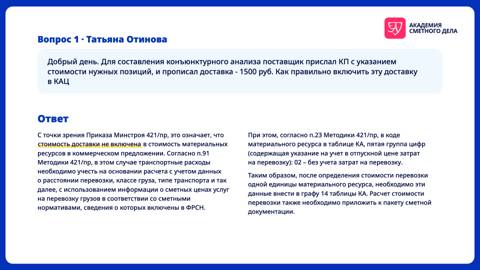 АКАДЕМИЯ
СМЕТНОГО ДЕЛА
Вопрос 1 · Татьяна Отинова
Добрый день. Для составления конъюнктурного анализа поставщик прислал КП с указанием
стоимости нужных позиций, и прописал доставка - 1500 руб. Как правильно включить эту доставку
в КАЦ
Ответ
С точки зрения Приказа Минстроя 421/пр, это означает, что
стоимость доставки не включена в стоимость материальных
ресурсов в коммерческом предложении. Согласно п.91
Методики 421/пр, в этом случае транспортные расходы
необходимо учесть на основании расчета с учетом данных
о расстоянии перевозки, классе груза, типе транспорта и так
далее, с использованием информации о сметных ценах услуг
на перевозку грузов в соответствии со сметными
нормативами, сведения о которых включены в ФРСН.
При этом, согласно п.23 Методики 421/пр, в коде
материального ресурса в таблице КА, пятая группа цифр
(содержащая указание на учет в отпускной цене затрат
на перевозку): 02 – без учета затрат на перевозку.
Таким образом, после определения стоимости перевозки
одной единицы материального ресурса, необходимо эти
данные внести в графу 14 таблицы КА. Расчет стоимости
перевозки также необходимо приложить к пакету сметной
документации.